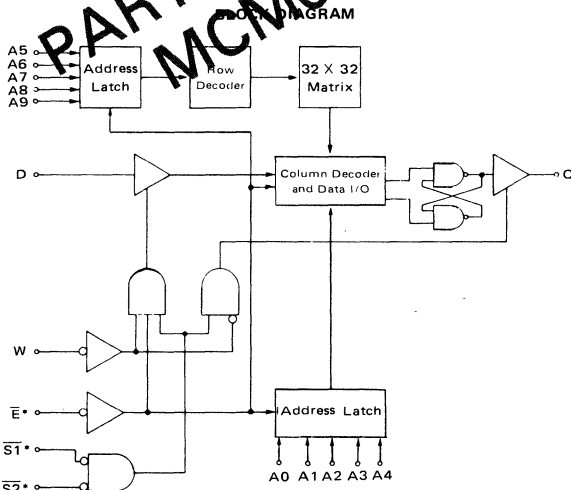 BLOCK DIAGRAM
A5
A6
A7
A8
A9
Address
Latch
Row
Decoder
32 X 32
Matrix
D
Column Decoder
and Data I/O
W
E*
Address Latch
S1*
S2*
A0 A1 A2 A3 A4